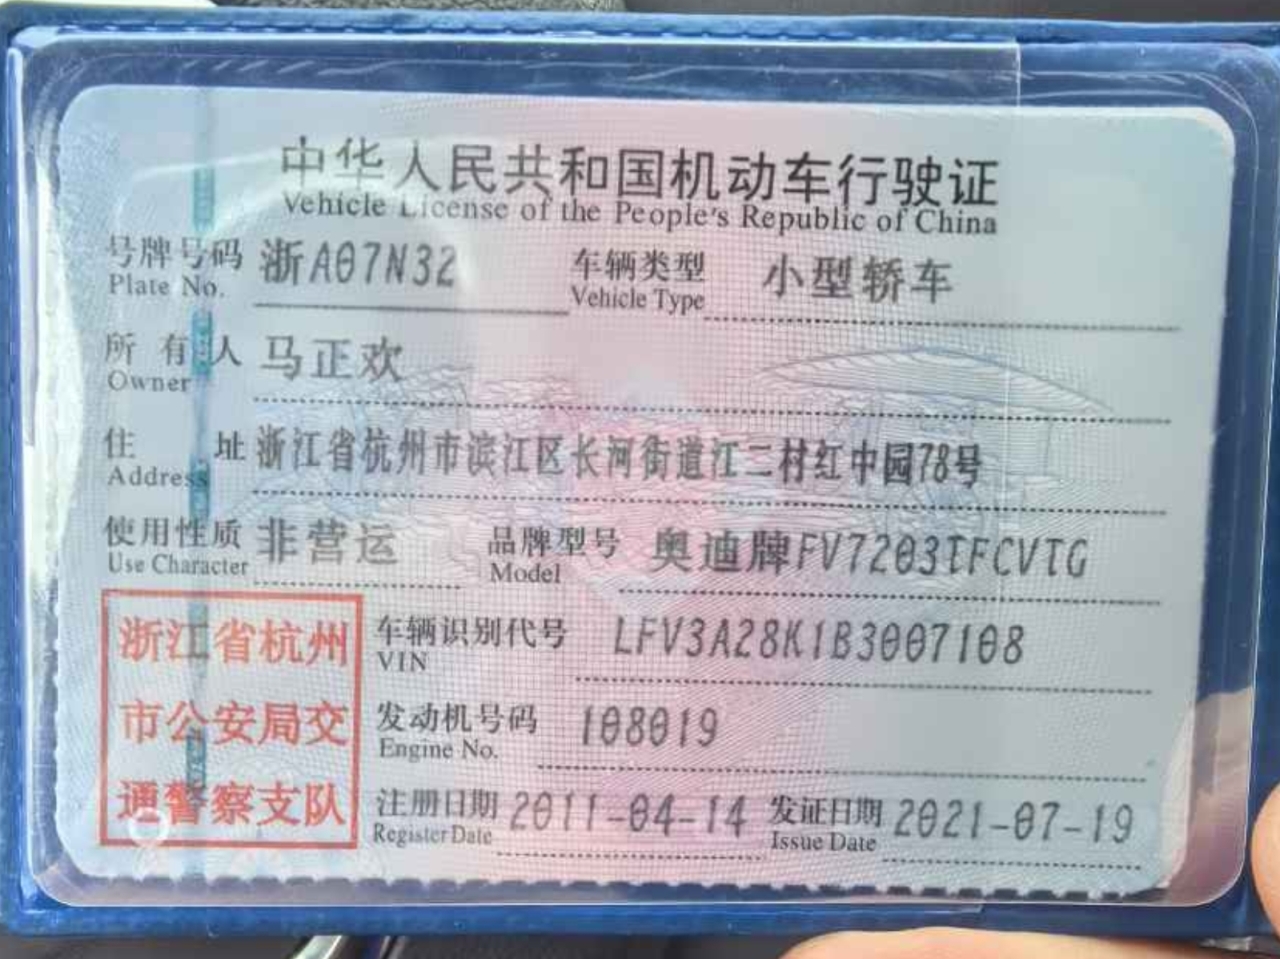 中华人民共和国机动车行驶证
Vehicle License of the People's Republic of China
号牌号码 浙A07N32 车辆类型 小型轿车
Plate No. Vehicle Type
所有人 马正欢
Owner
住址 浙江省杭州市滨江区长河街道江二村红中园78号
Address
使用性质 非营运 品牌型号 奥迪牌FV7203TFCVTG
Use Character Model
浙江省杭州
市公安局交
通警察支队
车辆识别代号 LFV3A28K1B3007108
VIN
发动机号码 108019
Engine No.
注册日期 2011-04-14 发证日期 2021-07-19
Register Date Issue Date